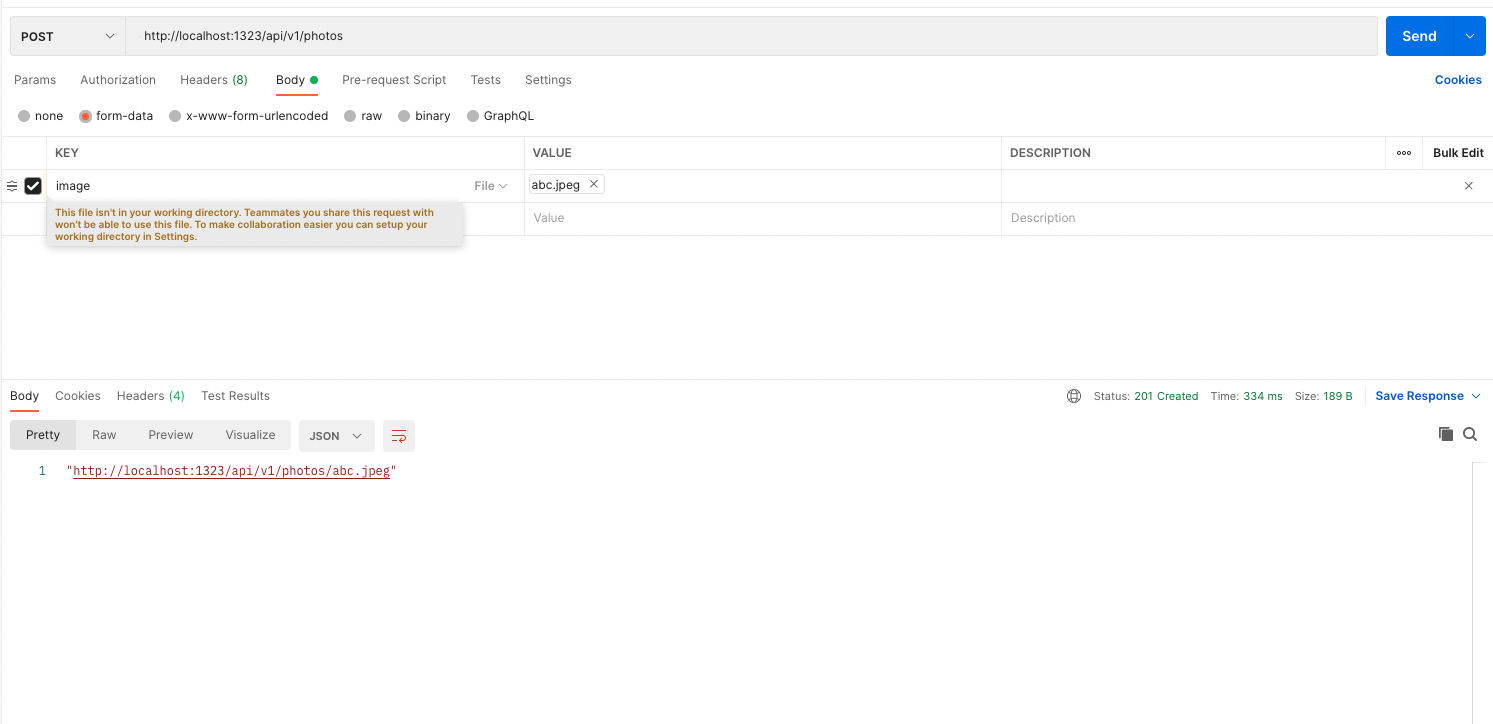 POST http://localhost:1323/api/v1/photos Send
Params Authorization Headers (8) Body Pre-request Script Tests Settings Cookies
none form-data x-www-form-urlencoded raw binary GraphQL
KEY VALUE DESCRIPTION Bulk Edit
image File abc.jpeg
This file isn't in your working directory. Teammates you share this request with
won't be able to use this file. To make collaboration easier you can setup your
working directory in Settings.
Value Description
Body Cookies Headers (4) Test Results Status: 201 Created Time: 334 ms Size: 189 B Save Response
Pretty Raw Preview Visualize JSON
1 "http://localhost:1323/api/v1/photos/abc.jpeg"